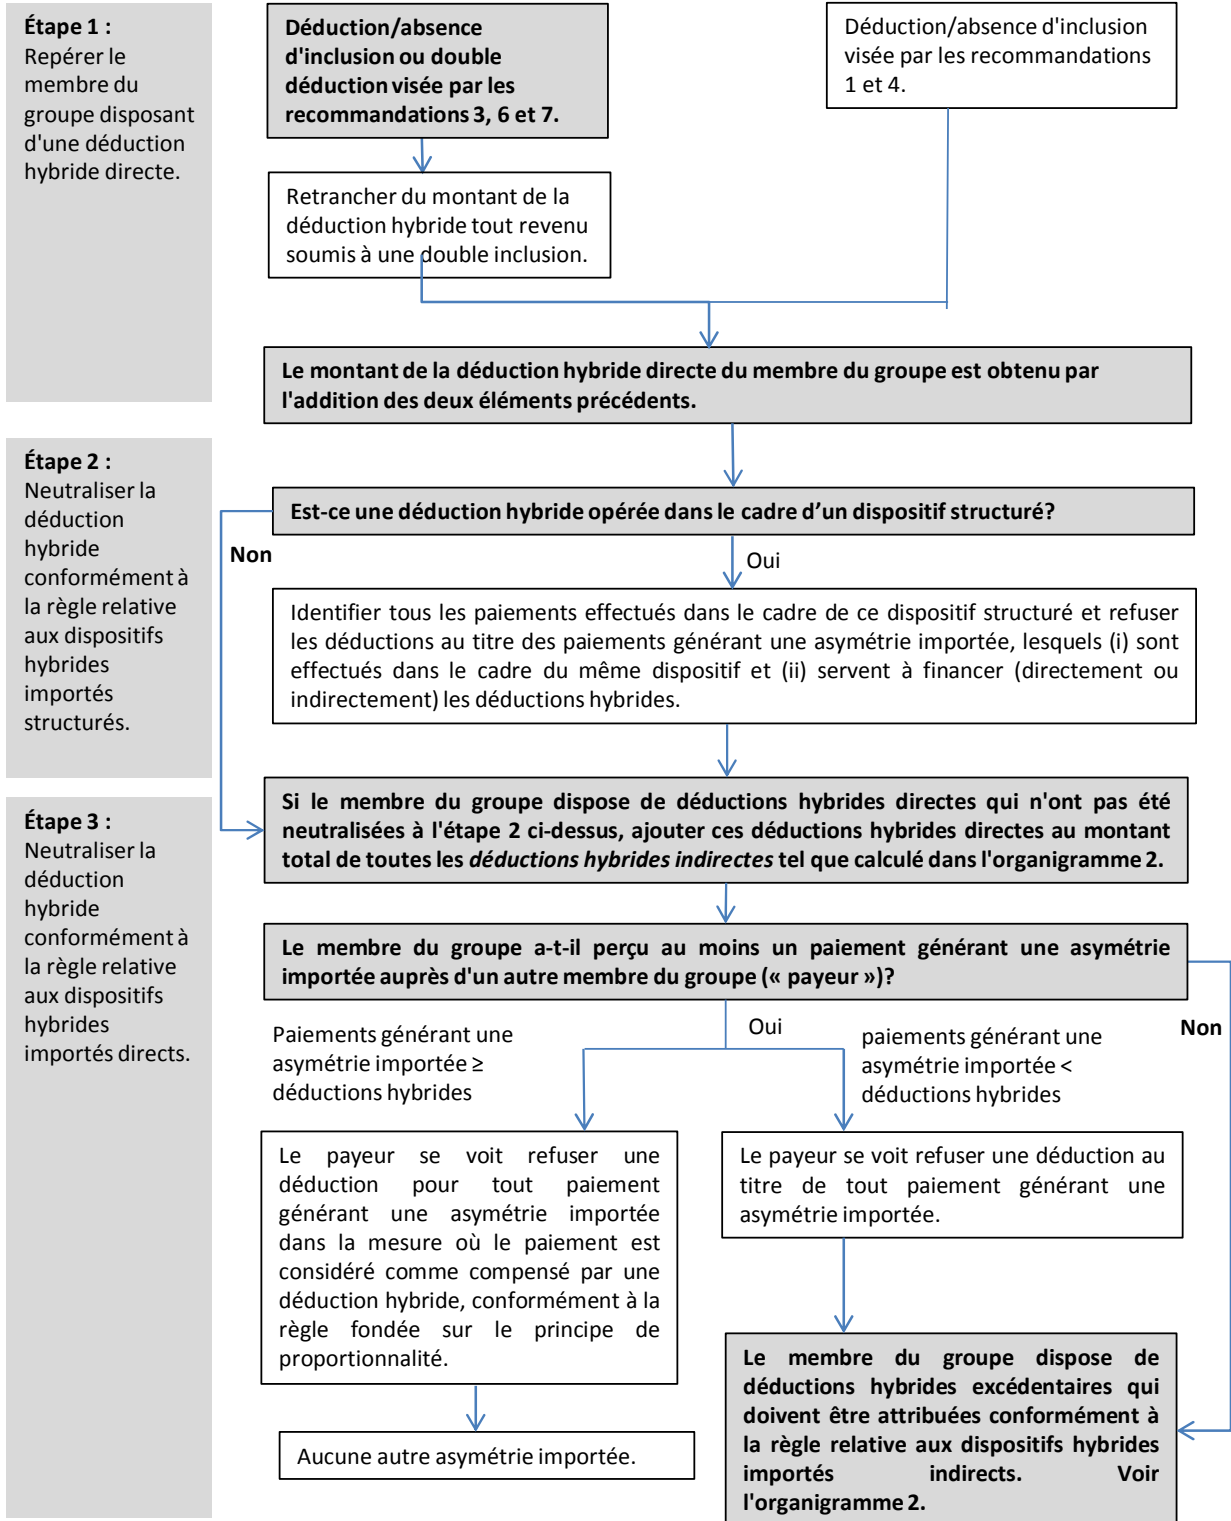 Étape 1 :
Repérer le
membre du
groupe disposant
d'une déduction
hybride directe.
Déduction/absence
d'inclusion ou double
déduction visée par les
recommandations 3, 6 et 7.
Déduction/absence d'inclusion
visée par les recommandations
1 et 4.
Retrancher du montant de la
déduction hybride tout revenu
soumis à une double inclusion.
Le montant de la déduction hybride directe du membre du groupe est obtenu par
l'addition des deux éléments précédents.
Étape 2 :
Neutraliser la
déduction
hybride
conformément à
la règle relative
aux dispositifs
hybrides
importés
structurés.
Est-ce une déduction hybride opérée dans le cadre d’un dispositif structuré?
Non
Oui
Identifier tous les paiements effectués dans le cadre de ce dispositif structuré et refuser
les déductions au titre des paiements générant une asymétrie importée, lesquels (i) sont
effectués dans le cadre du même dispositif et (ii) servent à financer (directement ou
indirectement) les déductions hybrides.
Étape 3 :
Neutraliser la
déduction
hybride
conformément à
la règle relative
aux dispositifs
hybrides
importés directs.
Si le membre du groupe dispose de déductions hybrides directes qui n'ont pas été
neutralisées à l'étape 2 ci-dessus, ajouter ces déductions hybrides directes au montant
total de toutes les déductions hybrides indirectes tel que calculé dans l'organigramme 2.
Le membre du groupe a-t-il perçu au moins un paiement générant une asymétrie
importée auprès d'un autre membre du groupe (« payeur »)?
Oui
Non
Paiements générant une
asymétrie importée ≥
déductions hybrides
paiements générant une
asymétrie importée <
déductions hybrides
Le payeur se voit refuser une
déduction pour tout paiement
générant une asymétrie importée
dans la mesure où le paiement est
considéré comme compensé par une
déduction hybride, conformément à la
règle fondée sur le principe de
proportionnalité.
Le payeur se voit refuser une déduction au
titre de tout paiement générant une
asymétrie importée.
Aucune autre asymétrie importée.
Le membre du groupe dispose de
déductions hybrides excédentaires qui
doivent être attribuées conformément à
la règle relative aux dispositifs hybrides
importés indirects. Voir
l'organigramme 2.